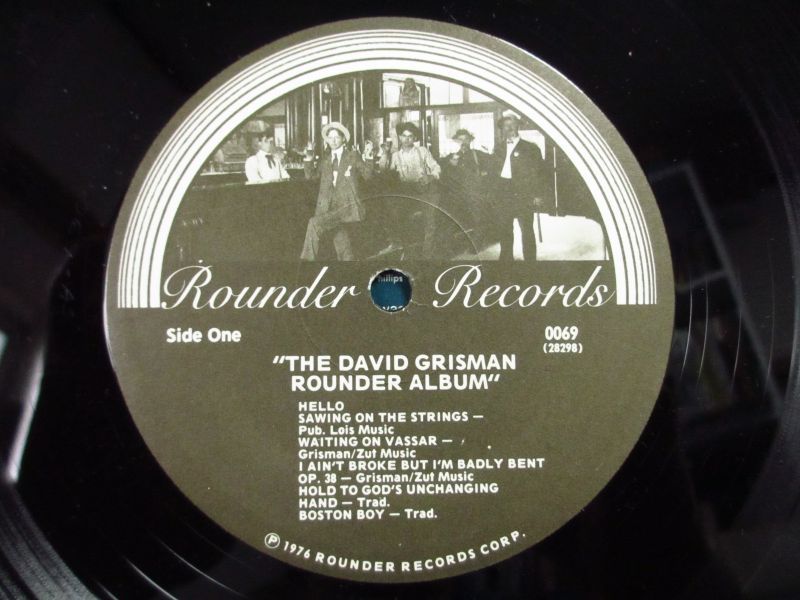 Rounder Records
hilips
Side One
0069
(28298)
"THE DAVID GRISMAN
ROUNDER ALBUM"
HELLO
SAWING ON THE STRINGS —
Pub. Lois Music
WAITING ON VASSAR —
Grisman/Zut Music
I AIN'T BROKE BUT I'M BADLY BENT
OP. 38 — Grisman/Zut Music
HOLD TO GOD'S UNCHANGING
HAND — Trad.
BOSTON BOY — Trad.
Ⓟ 1976 ROUNDER RECORDS CORP.